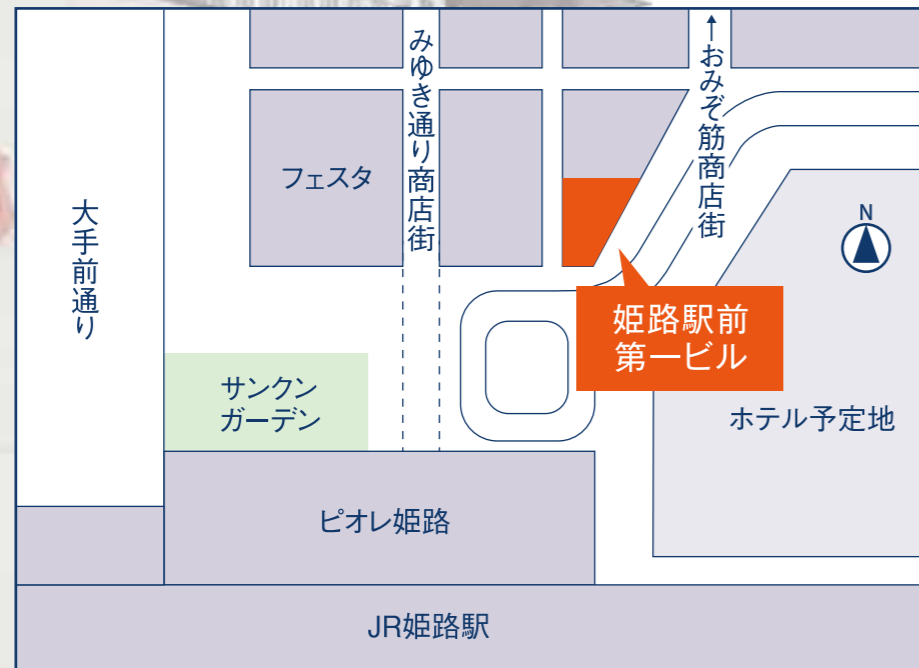 みゆき通り商店街
↑おみぞ筋商店街
フェスタ
大手前通り
N
姫路駅前
第一ビル
サンクン
ガーデン
ホテル予定地
ピオレ姫路
JR姫路駅